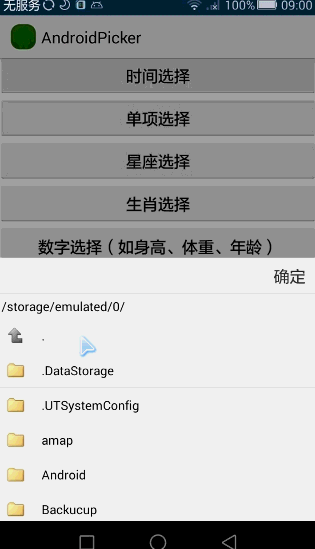 无服务 100% 09:00
AndroidPicker
时间选择
单项选择
星座选择
生肖选择
数字选择（如身高、体重、年龄）
确定
/storage/emulated/0/
.
.DataStorage
.UTSystemConfig
amap
Android
Backucup